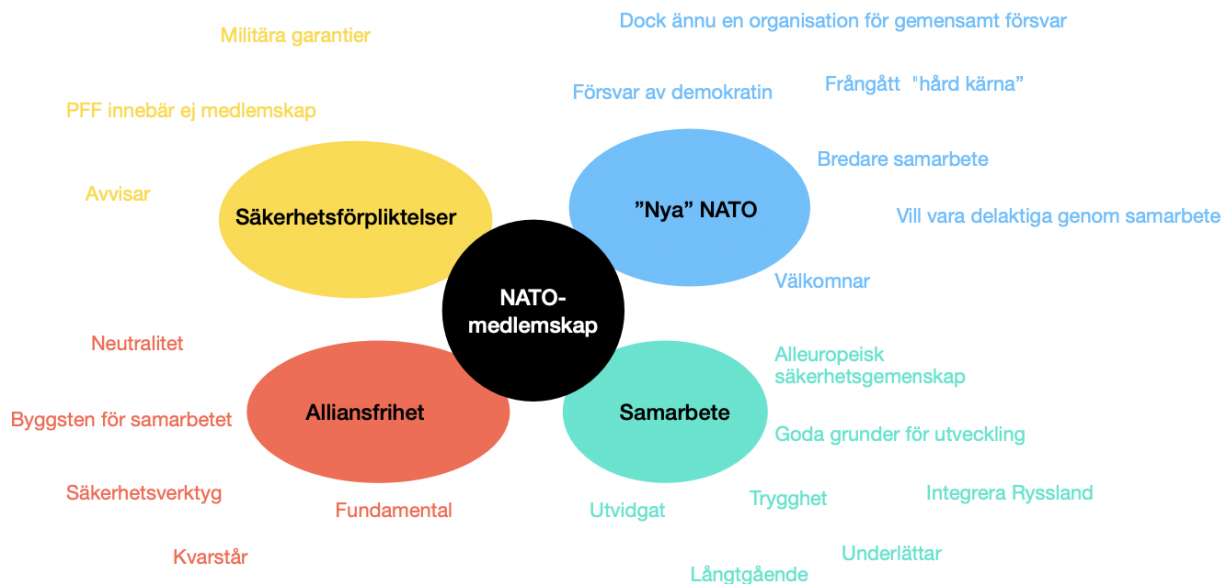 Militära garantier
Dock ännu en organisation för gemensamt försvar
Försvar av demokratin
Frångått "hård kärna”
PFF innebär ej medlemskap
Bredare samarbete
Avvisar
Säkerhetsförpliktelser
”Nya” NATO
Vill vara delaktiga genom samarbete
Välkomnar
NATO-
medlemskap
Neutralitet
Alleuropeisk
säkerhetsgemenskap
Byggsten för samarbetet
Alliansfrihet
Samarbete
Goda grunder för utveckling
Säkerhetsverktyg
Fundamental
Utvidgat
Trygghet
Integrera Ryssland
Kvarstår
Underlättar
Långtgående